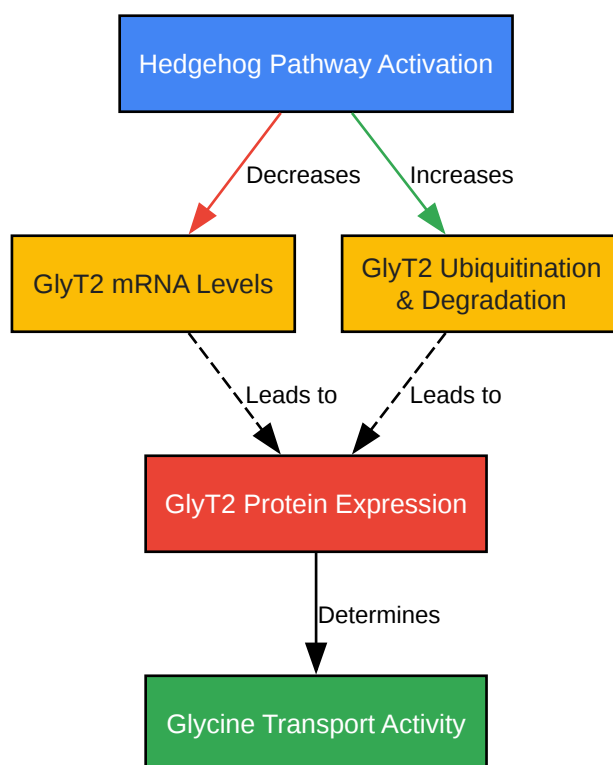 Hedgehog Pathway Activation
Decreases
Increases
GlyT2 mRNA Levels
GlyT2 Ubiquitination
& Degradation
Leads to
Leads to
GlyT2 Protein Expression
Determines
Glycine Transport Activity